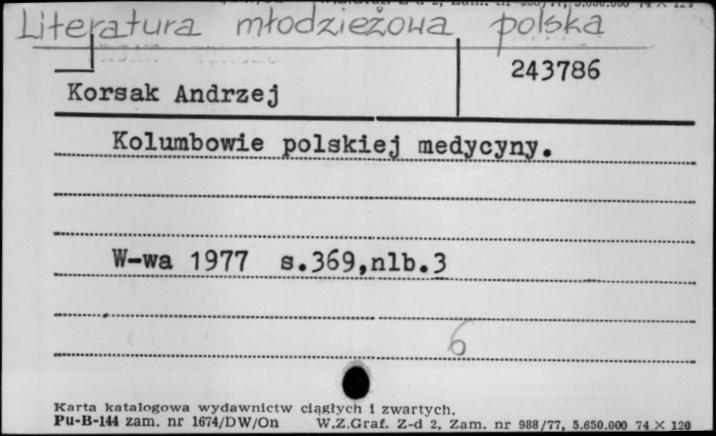 Literatura młodzieżowa polska
243786
Korsak Andrzej
Kolumbowie polskiej medycyny.
W-wa 1977 s.369,nlb.3
6
Karta katalogowa wydawnictw ciągłych i zwartych.
Pu-B-144 zam. nr 1674/DW/On W.Z.Graf. Z-d 2, Zam. nr 988/77, 5.650.000 74 × 120